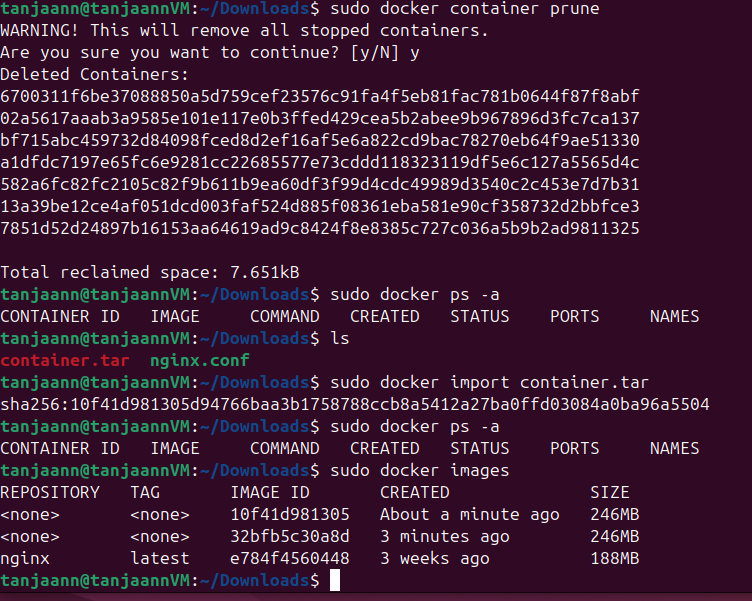 tanjaann@tanjaannVM:~/Downloads$ sudo docker container prune
WARNING! This will remove all stopped containers.
Are you sure you want to continue? [y/N] y
Deleted Containers:
6700311f6be37088850a5d759cef23576c91fa4f5eb81fac781b0644f87f8abf
02a5617aaab3a9585e101e117e0b3ffed429cea5b2abee9b967896d3fc7ca137
bf715abc459732d84098fced8d2ef16af5e6a822cd9bac78270eb64f9ae51330
a1dfdc7197e65fc6e9281cc22685577e73cddd118323119df5e6c127a5565d4c
582a6fc82fc2105c82f9b611b9ea60df3f99d4cdc49989d3540c2c453e7d7b31
13a39be12ce4af051dcd003faf524d885f08361eba581e90cf358732d2bbfce3
7851d52d24897b16153aa64619ad9c8424f8e8385c727c036a5b9b2ad9811325
Total reclaimed space: 7.651kB
tanjaann@tanjaannVM:~/Downloads$ sudo docker ps -a
CONTAINER ID   IMAGE     COMMAND   CREATED   STATUS    PORTS     NAMES
tanjaann@tanjaannVM:~/Downloads$ ls
container.tar  nginx.conf
tanjaann@tanjaannVM:~/Downloads$ sudo docker import container.tar
sha256:10f41d981305d94766baa3b1758788ccb8a5412a27ba0ffd03084a0ba96a5504
tanjaann@tanjaannVM:~/Downloads$ sudo docker ps -a
CONTAINER ID   IMAGE     COMMAND   CREATED   STATUS    PORTS     NAMES
tanjaann@tanjaannVM:~/Downloads$ sudo docker images
REPOSITORY   TAG       IMAGE ID       CREATED              SIZE
<none>       <none>    10f41d981305   About a minute ago   246MB
<none>       <none>    32bfb5c30a8d   3 minutes ago        246MB
nginx        latest    e784f4560448   3 weeks ago          188MB
tanjaann@tanjaannVM:~/Downloads$